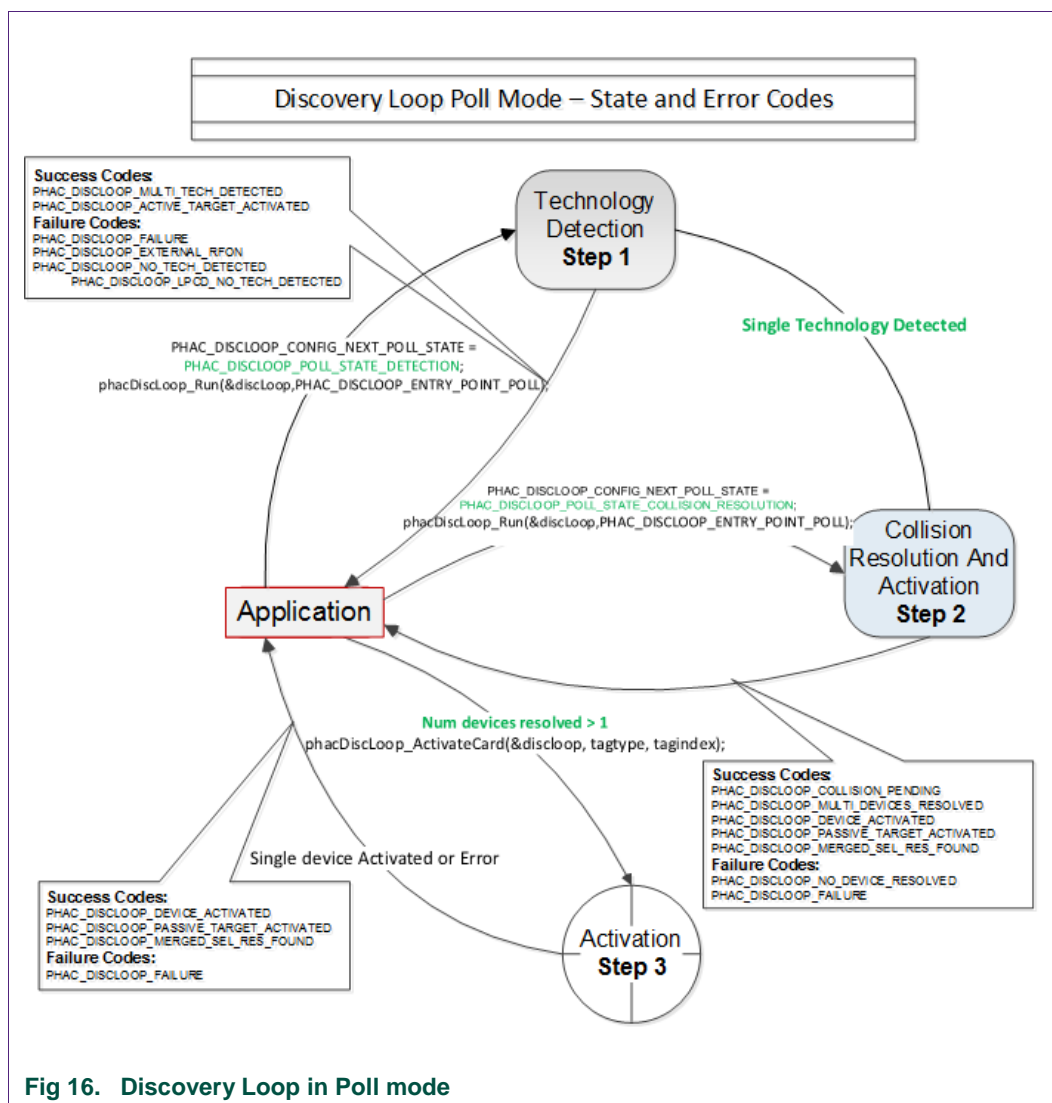 Discovery Loop Poll Mode – State and Error Codes
Success Codes:
PHAC_DISCLOOP_MULTI_TECH_DETECTED
PHAC_DISCLOOP_ACTIVE_TARGET_ACTIVATED
Failure Codes:
PHAC_DISCLOOP_FAILURE
PHAC_DISCLOOP_EXTERNAL_RFON
PHAC_DISCLOOP_NO_TECH_DETECTED
PHAC_DISCLOOP_LPCD_NO_TECH_DETECTED
Technology
Detection
Step 1
Single Technology Detected
PHAC_DISCLOOP_CONFIG_NEXT_POLL_STATE =
PHAC_DISCLOOP_POLL_STATE_DETECTION;
phacDiscLoop_Run(&discLoop,PHAC_DISCLOOP_ENTRY_POINT_POLL);
PHAC_DISCLOOP_CONFIG_NEXT_POLL_STATE =
PHAC_DISCLOOP_POLL_STATE_COLLISION_RESOLUTION;
phacDiscLoop_Run(&discLoop,PHAC_DISCLOOP_ENTRY_POINT_POLL);
Collision
Resolution And
Activation
Step 2
Application
Num devices resolved > 1
phacDiscLoop_ActivateCard(&discloop, tagtype, tagindex);
Success Codes:
PHAC_DISCLOOP_COLLISION_PENDING
PHAC_DISCLOOP_MULTI_DEVICES_RESOLVED
PHAC_DISCLOOP_DEVICE_ACTIVATED
PHAC_DISCLOOP_PASSIVE_TARGET_ACTIVATED
PHAC_DISCLOOP_MERGED_SEL_RES_FOUND
Failure Codes:
PHAC_DISCLOOP_NO_DEVICE_RESOLVED
PHAC_DISCLOOP_FAILURE
Single device Activated or Error
Success Codes:
PHAC_DISCLOOP_DEVICE_ACTIVATED
PHAC_DISCLOOP_PASSIVE_TARGET_ACTIVATED
PHAC_DISCLOOP_MERGED_SEL_RES_FOUND
Failure Codes:
PHAC_DISCLOOP_FAILURE
Activation
Step 3
Fig 16. Discovery Loop in Poll mode